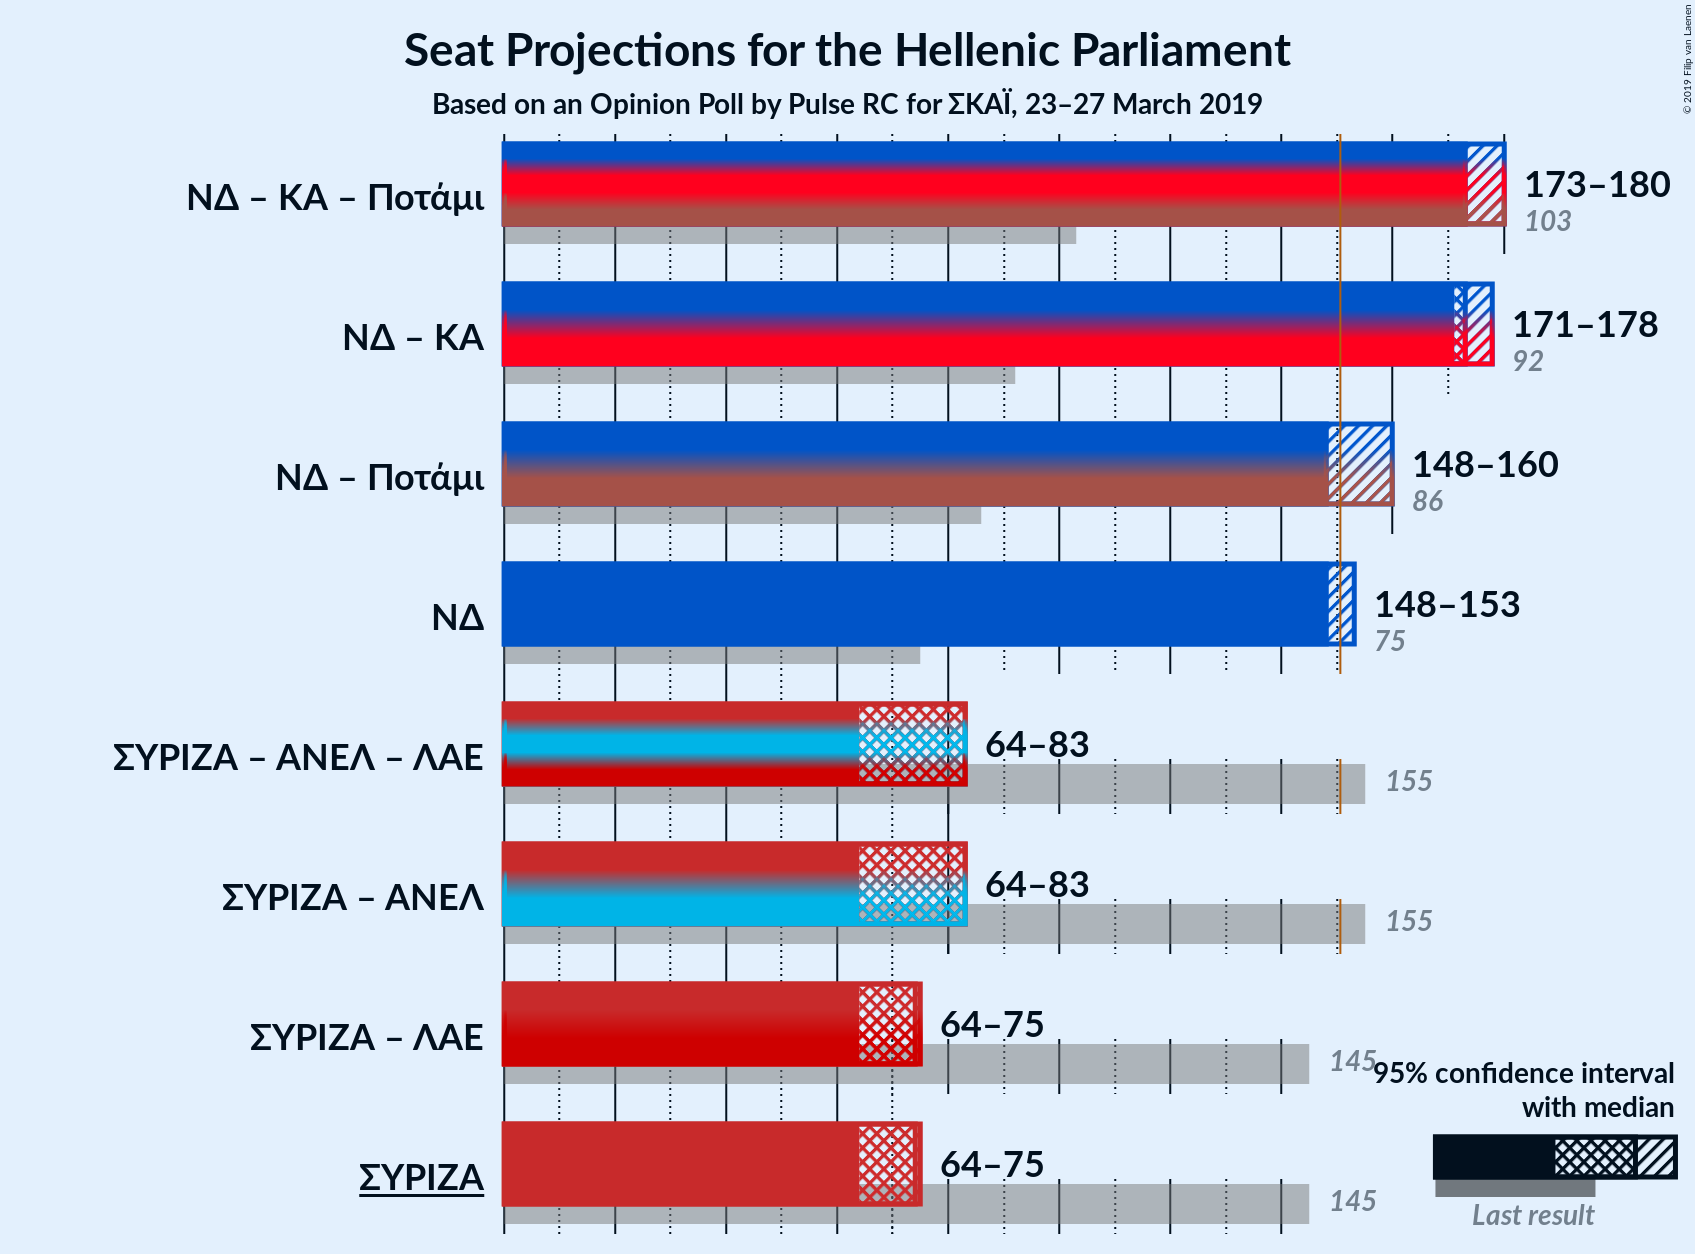 Seat Projections for the Hellenic Parliament
Based on an Opinion Poll by Pulse RC for ΣΚΑΪ, 23–27 March 2019
© 2019 Filip van Laenen
ΝΔ – ΚΑ – Ποτάμι
173–180
103
ΝΔ – ΚΑ
171–178
92
ΝΔ – Ποτάμι
148–160
86
ΝΔ
148–153
75
ΣΥΡΙΖΑ – ΑΝΕΛ – ΛΑΕ
64–83
155
ΣΥΡΙΖΑ – ΑΝΕΛ
64–83
155
ΣΥΡΙΖΑ – ΛΑΕ
64–75
145
ΣΥΡΙΖΑ
64–75
145
95% confidence interval
with median
Last result